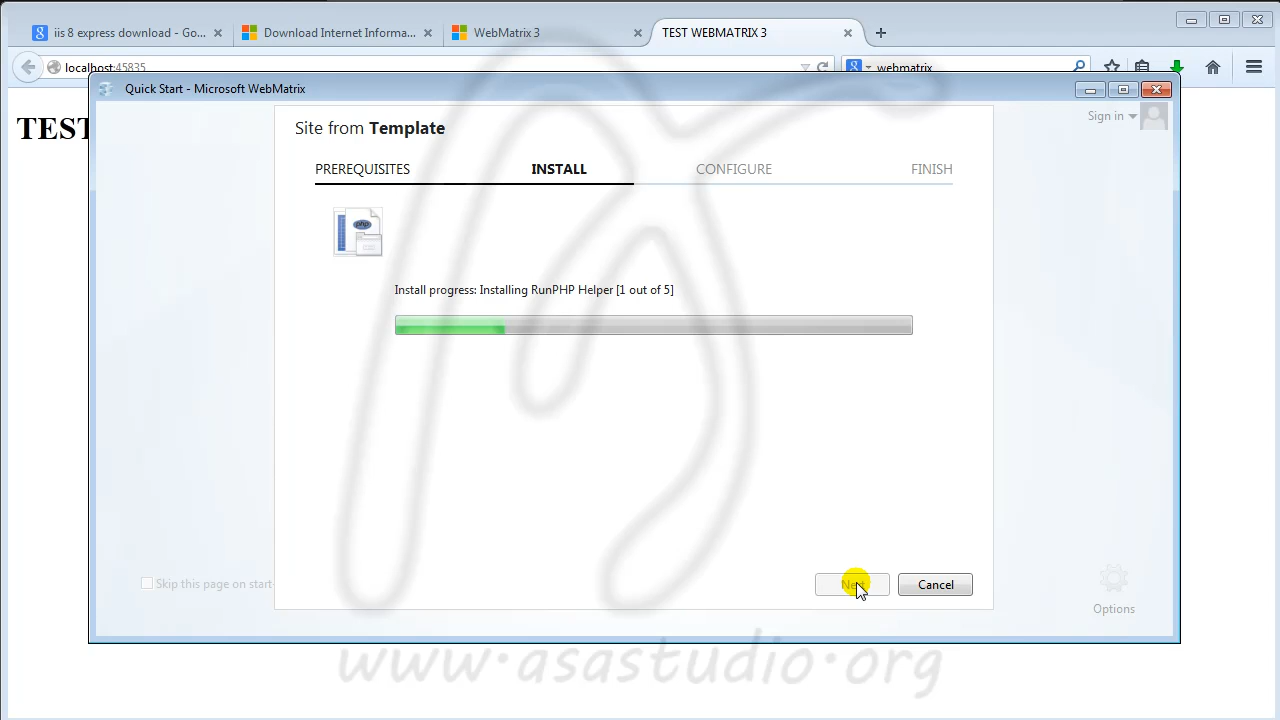 iis 8 express download - Go...
Download Internet Informa...
WebMatrix 3
TEST WEBMATRIX 3
localhost:45835
webmatrix
Quick Start - Microsoft WebMatrix
TEST
Sign in
Site from Template
PREREQUISITES
INSTALL
CONFIGURE
FINISH
php
Install progress: Installing RunPHP Helper [1 out of 5]
Skip this page on start
Next
Cancel
Options
www.asastudio.org